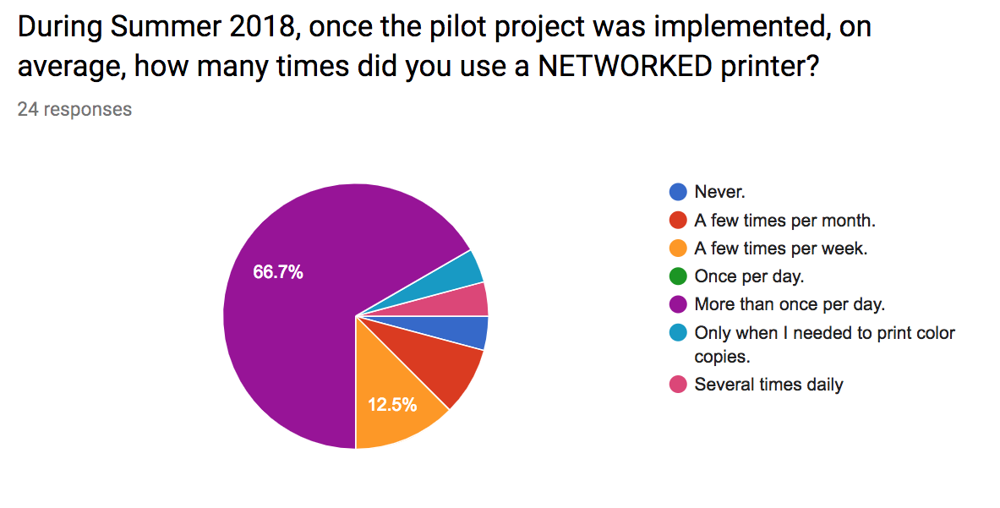 During Summer 2018, once the pilot project was implemented, on
average, how many times did you use a NETWORKED printer?
24 responses
66.7%
12.5%
Never.
A few times per month.
A few times per week.
Once per day.
More than once per day.
Only when I needed to print color
copies.
Several times daily